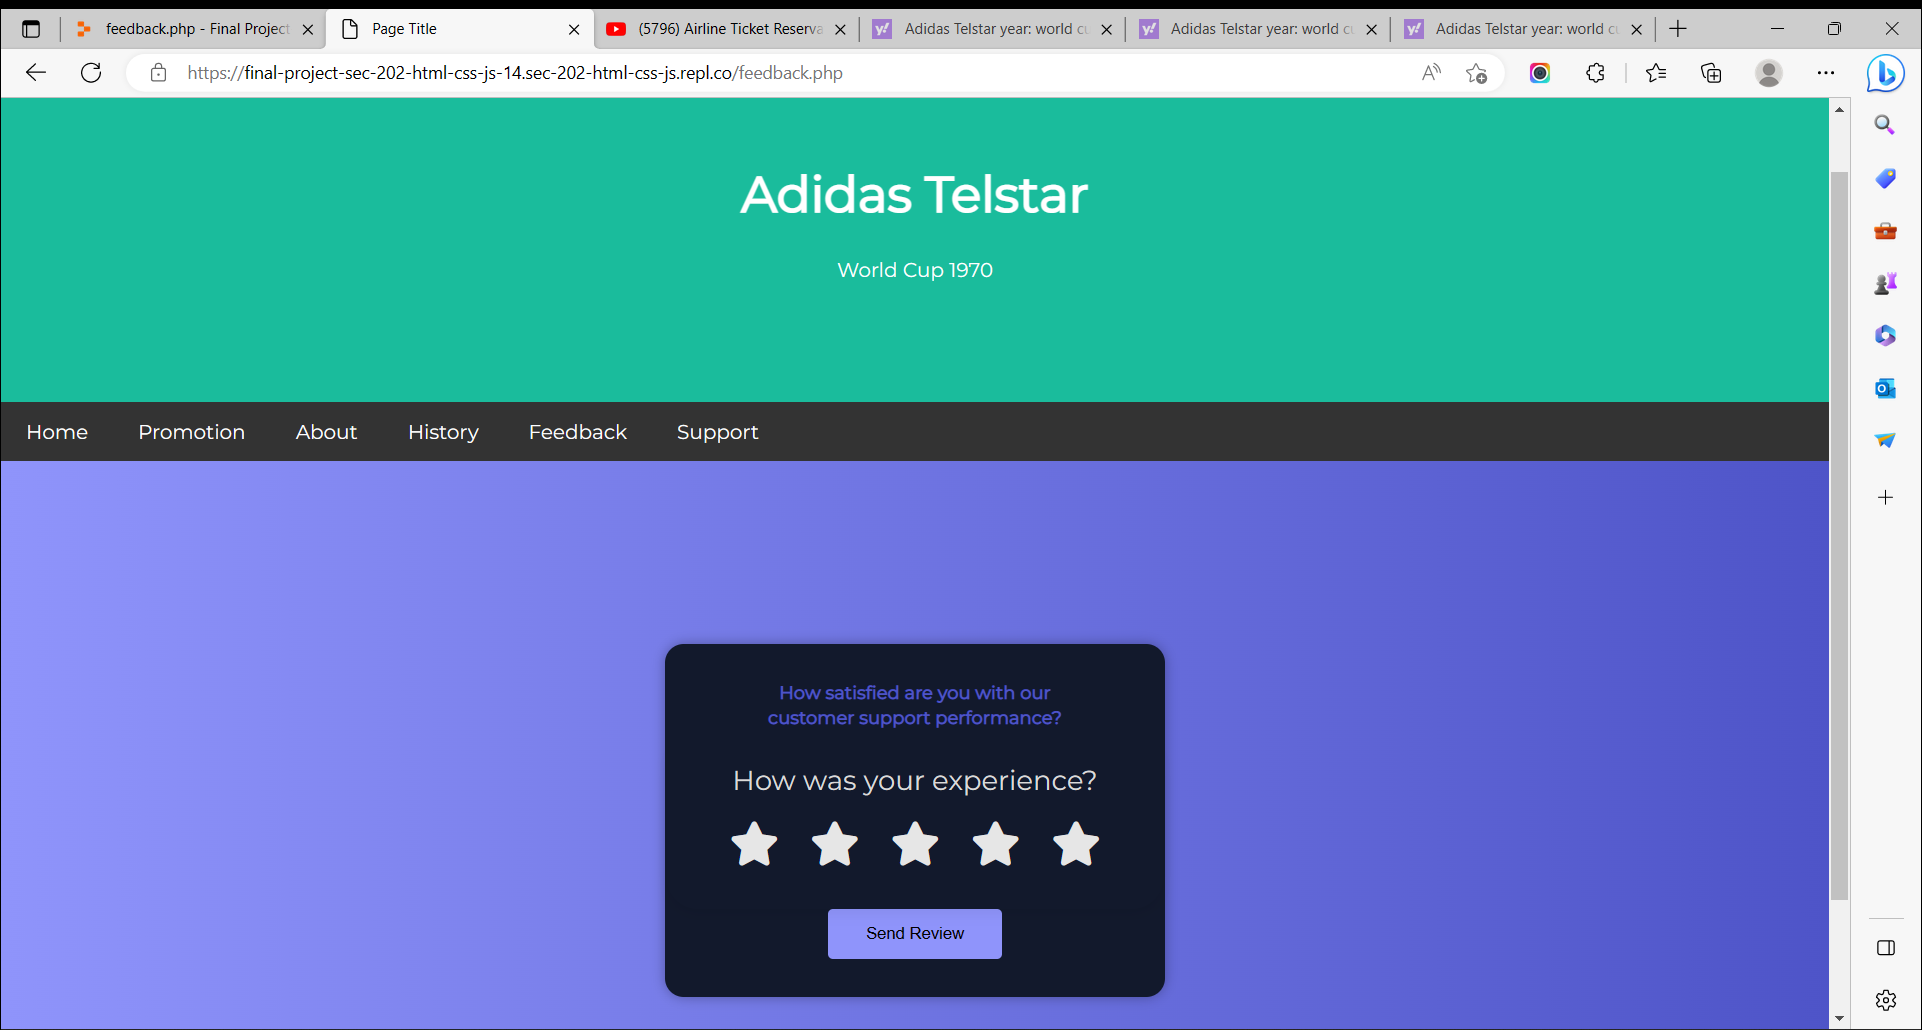 feedback.php - Final Project
Page Title
(5796) Airline Ticket Reserva
Adidas Telstar year: world cu
Adidas Telstar year: world cu
Adidas Telstar year: world cu
https://final-project-sec-202-html-css-js-14.sec-202-html-css-js.repl.co/feedback.php
Adidas Telstar
World Cup 1970
Home Promotion About History Feedback Support
How satisfied are you with our
customer support performance?
How was your experience?
Send Review